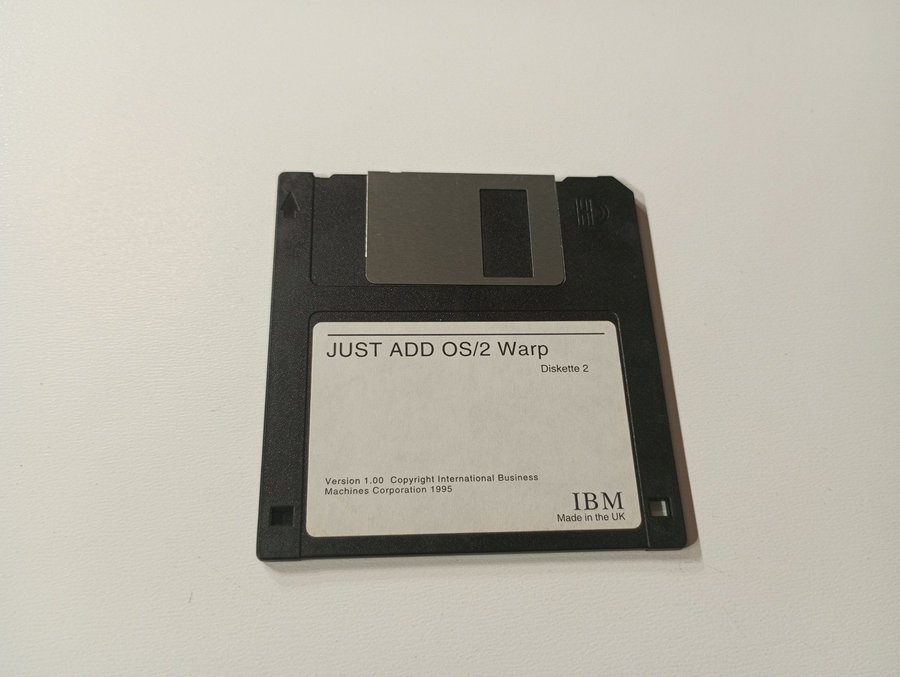 JUST ADD OS/2 Warp
Diskette 2
Version 1.00 Copyright International Business
Machines Corporation 1995
IBM
Made in the UK